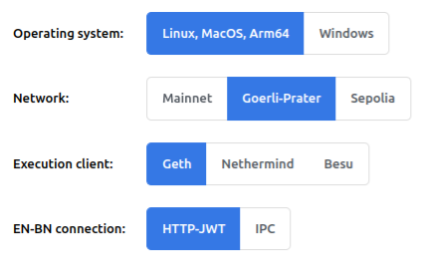 Operating system: Linux, MacOS, Arm64 Windows
Network: Mainnet Goerli-Prater Sepolia
Execution client: Geth Nethermind Besu
EN-BN connection: HTTP-JWT IPC